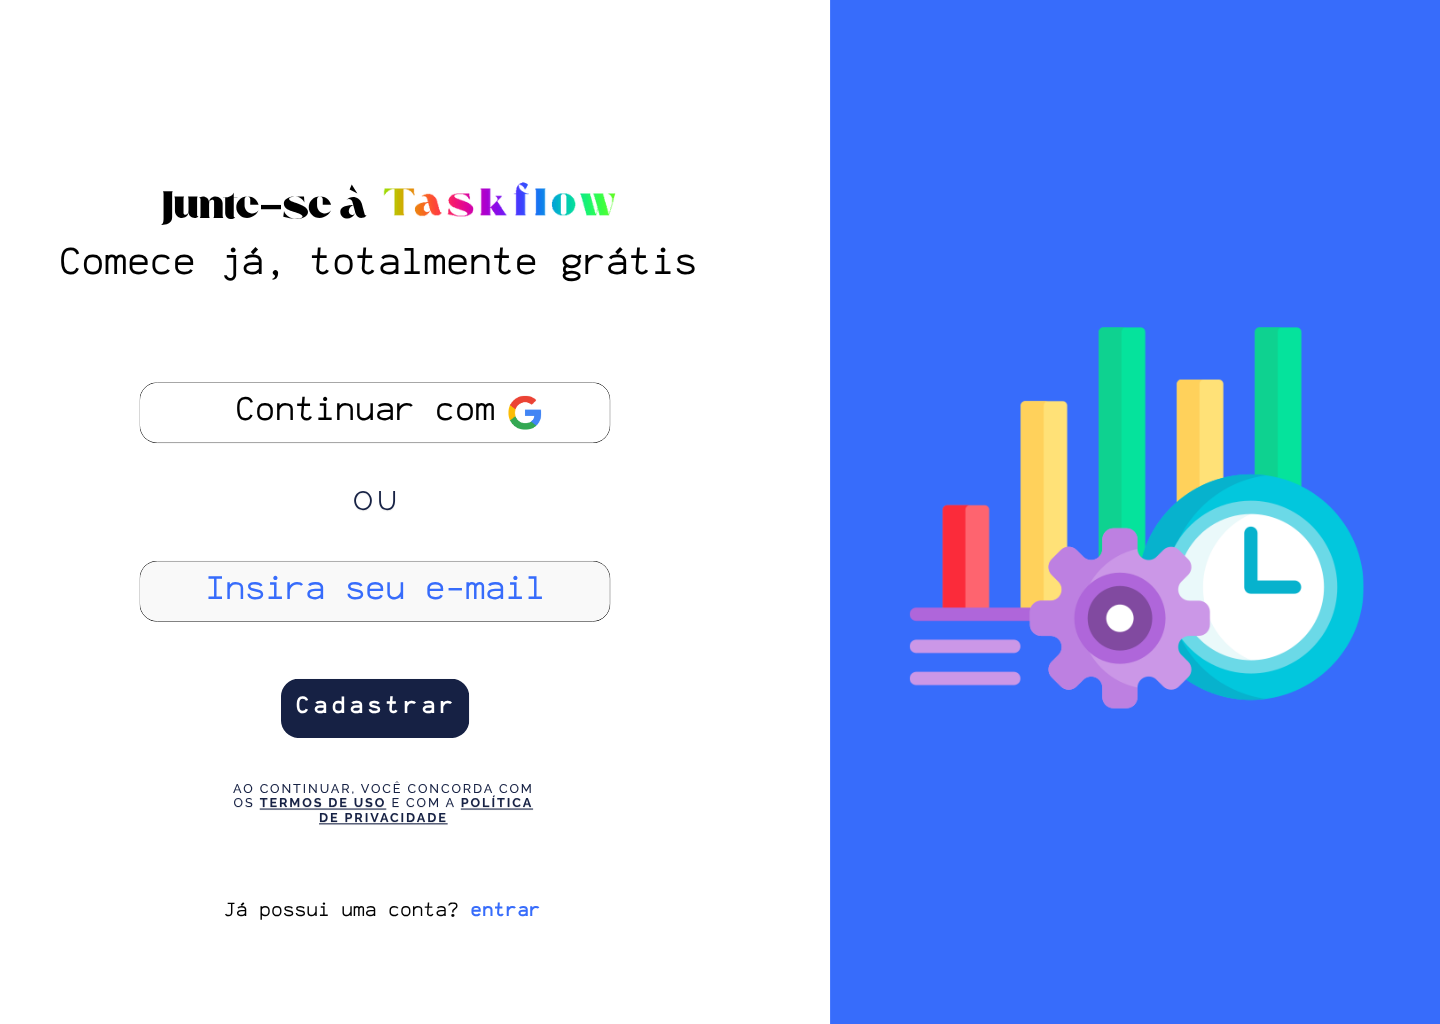 Junte-se à Taskflow
Comece já, totalmente grátis
Continuar com
OU
Insira seu e-mail
Cadastrar
AO CONTINUAR, VOCÊ CONCORDA COM
OS TERMOS DE USO E COM A POLÍTICA
DE PRIVACIDADE
Já possui uma conta? entrar